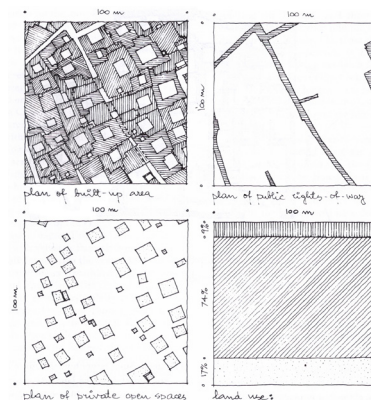 100 m
100 m
100 m
plan of built-up area
plan of public rights-of-way
100 m
100 m
100 m
9%
74%
17%
plan of private open spaces
land use: